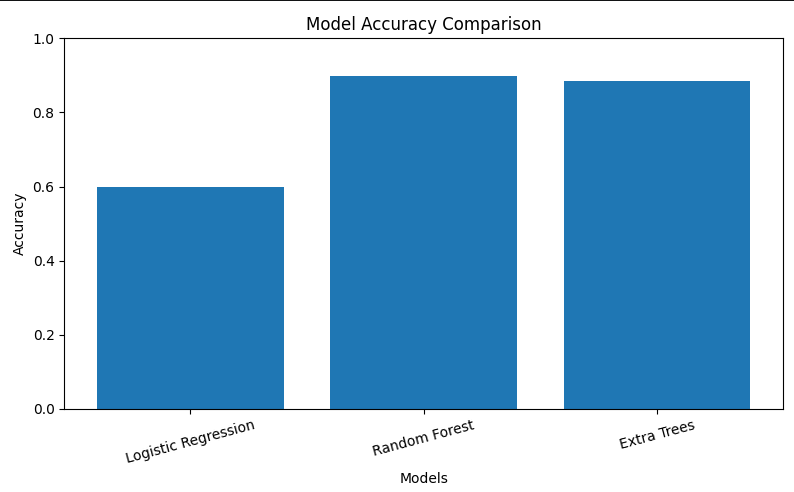 Model Accuracy Comparison
1.0
0.8
0.6
0.4
0.2
0.0
Accuracy
Logistic Regression
Random Forest
Extra Trees
Models